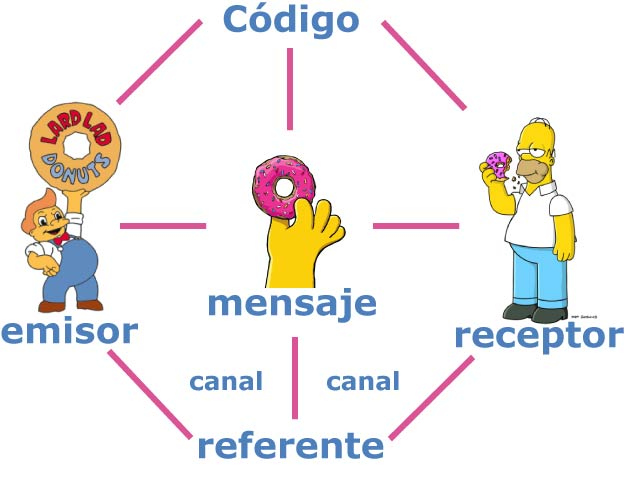 Código
LARD LAD
DONUTS
mensaje
emisor
receptor
canal canal
referente